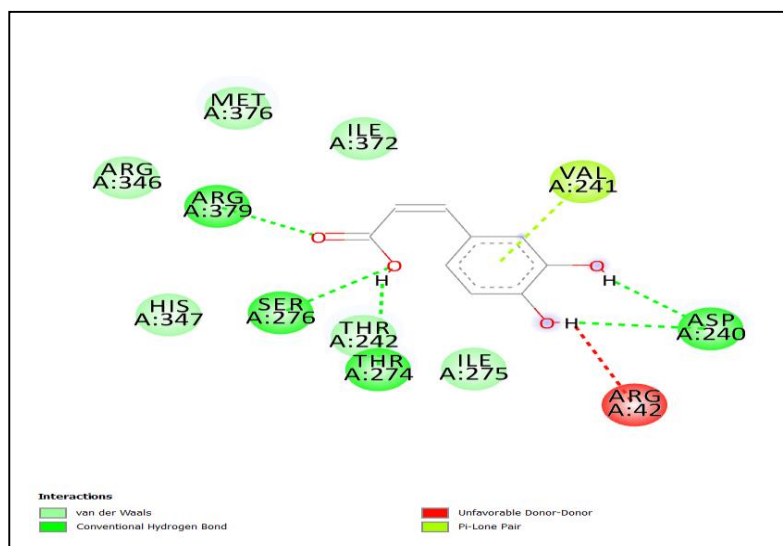 MET
A:376
ILE
A:372
ARG
A:346
ARG
A:379
VAL
A:241
O
O
H
O
H
HIS
A:347
SER
A:276
THR
A:242
THR
A:274
ILE
A:275
O H
ASP
A:240
ARG
A:42
Interactions
van der Waals
Conventional Hydrogen Bond
Unfavorable Donor-Donor
Pi-Lone Pair